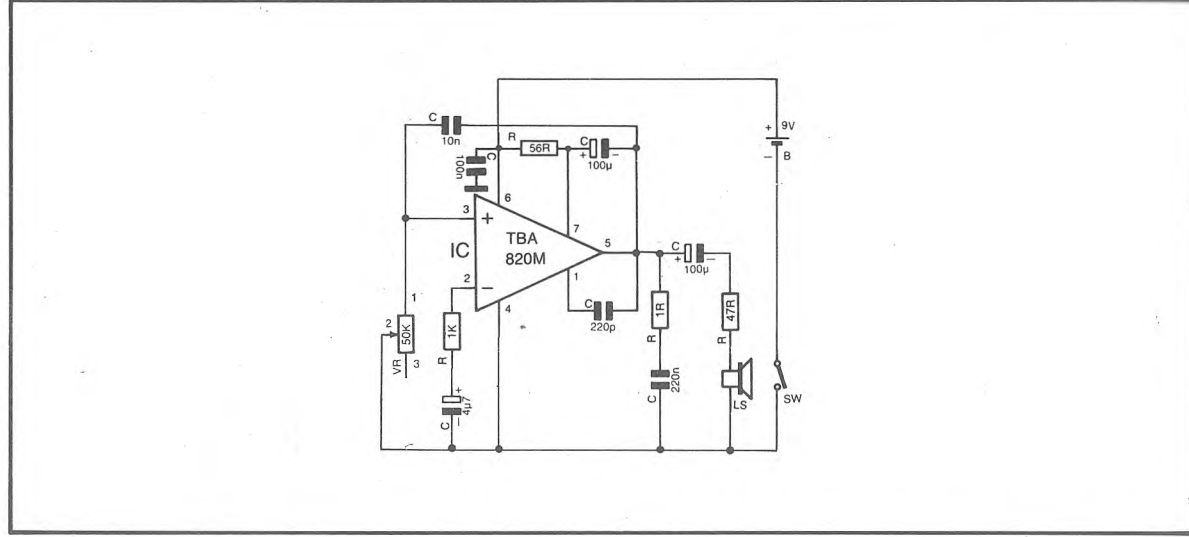 C
10n
R
56R
C
+
100µ
−
+
9V
−
B
C
100n
6
3
+
7
IC
TBA
820M
5
2
−
1
4
C
220p
C
+
100µ
−
1
2
50K
VR
3
1K
R
1R
R
47R
R
+
4µ7
C
−
220n
C
LS
SW